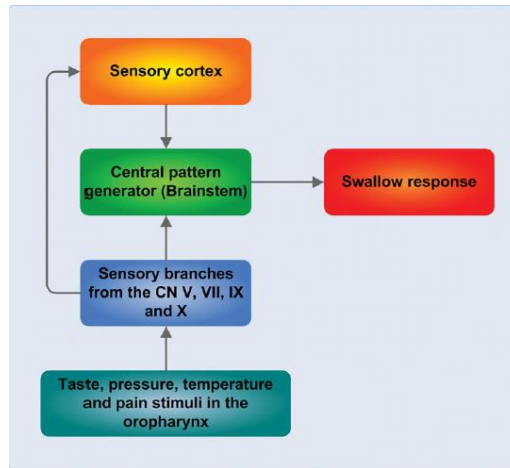 Sensory cortex
Central pattern
generator (Brainstem)
Swallow response
Sensory branches
from the CN V, VII, IX
and X
Taste, pressure, temperature
and pain stimuli in the
oropharynx